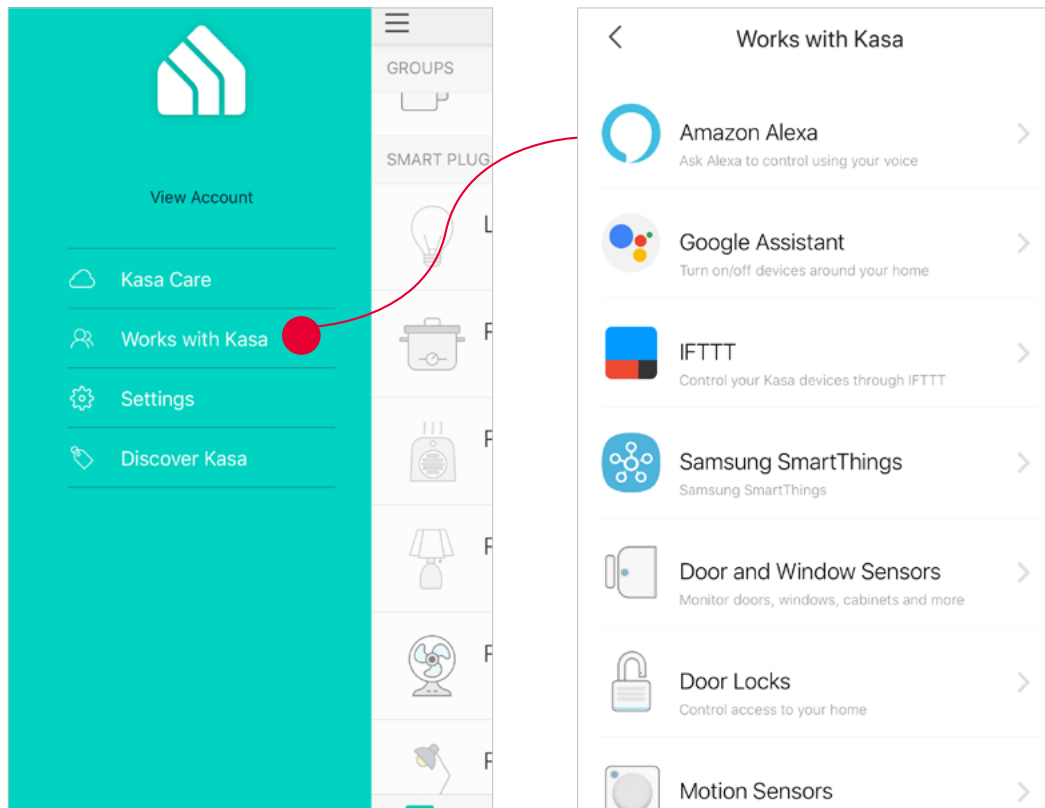 View Account
Kasa Care
Works with Kasa
Settings
Discover Kasa
GROUPS
SMART PLUG
L
F
F
F
F
F
Works with Kasa
Amazon Alexa
Ask Alexa to control using your voice
Google Assistant
Turn on/off devices around your home
IFTTT
Control your Kasa devices through IFTTT
Samsung SmartThings
Samsung SmartThings
Door and Window Sensors
Monitor doors, windows, cabinets and more
Door Locks
Control access to your home
Motion Sensors